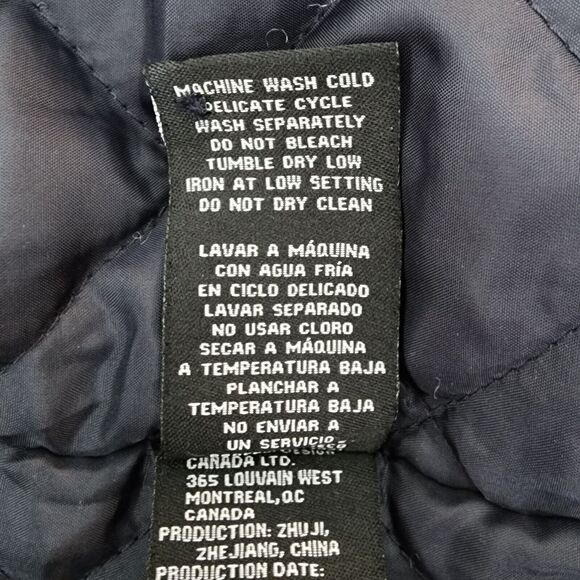 MACHINE WASH COLD
DELICATE CYCLE
WASH SEPARATELY
DO NOT BLEACH
TUMBLE DRY LOW
IRON AT LOW SETTING
DO NOT DRY CLEAN
LAVAR A MÁQUINA
CON AGUA FRÍA
EN CICLO DELICADO
LAVAR SEPARADO
NO USAR CLORO
SECAR A MÁQUINA
A TEMPERATURA BAJA
PLANCHAR A
TEMPERATURA BAJA
NO ENVIAR A
UN SERVICIO
CANADA LTD.
365 LOUVAIN WEST
MONTREAL,QC
CANADA
PRODUCTION: ZHUJI,
ZHEJIANG, CHINA
PRODUCTION DATE: